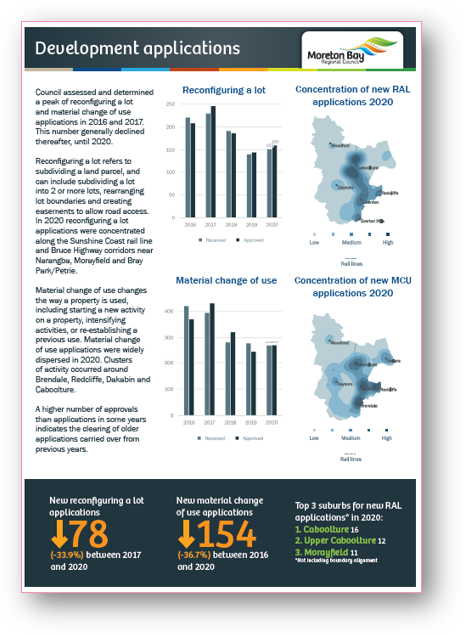 Development applications
Moreton Bay
Regional Council
Council assessed and determined
a peak of reconfiguring a lot
and material change of use
applications in 2016 and 2017.
This number generally declined
thereafter, until 2020.
Reconfiguring a lot refers to
subdividing a land parcel, and
can include subdividing a lot
into 2 or more lots, rearranging
lot boundaries and creating
easements to allow road access.
In 2020 reconfiguring a lot
applications were concentrated
along the Sunshine Coast rail line
and Bruce Highway corridors near
Narangba, Morayfield and Bray
Park/Petrie.
Material change of use changes
the way a property is used,
including starting a new activity
on a property, intensifying
activities, or re-establishing a
previous use. Material change
of use applications were widely
dispersed in 2020. Clusters
of activity occurred around
Brendale, Redcliffe, Dakabin and
Caboolture.
A higher number of approvals
than applications in some years
indicates the clearing of older
applications carried over from
previous years.
Reconfiguring a lot
250
200
150
100
50
0
2016 2017 2018 2019 2020
Received Approved
Concentration of new RAL
applications 2020
Woodford
Caboolture
Dayboro
Redcliffe
Low Medium High
Rail lines
Material change of use
400
300
200
100
0
2016 2017 2018 2019 2020
Received Approved
Concentration of new MCU
applications 2020
Woodford
Caboolture
Dayboro
Redcliffe
Brendale
Low Medium High
Rail lines
New reconfiguring a lot
applications
78
(-33.9%) between 2017
and 2020
New material change
of use applications
154
(-36.7%) between 2016
and 2020
Top 3 suburbs for new RAL
applications* in 2020:
1. Caboolture 16
2. Upper Caboolture 12
3. Morayfield 11
*Not including boundary alignment